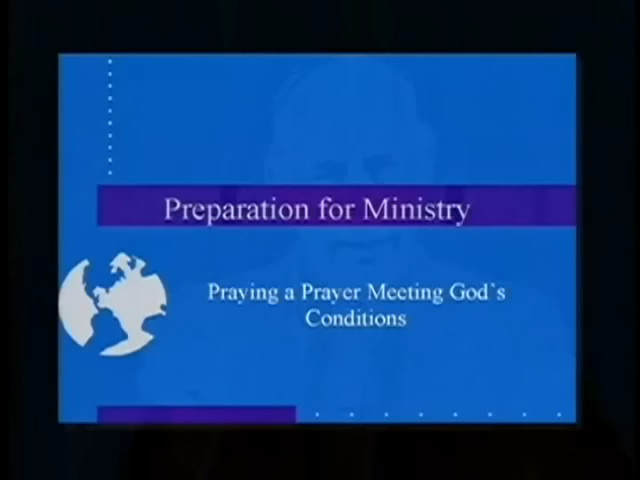 Preparation for Ministry
Praying a Prayer Meeting God's
Conditions